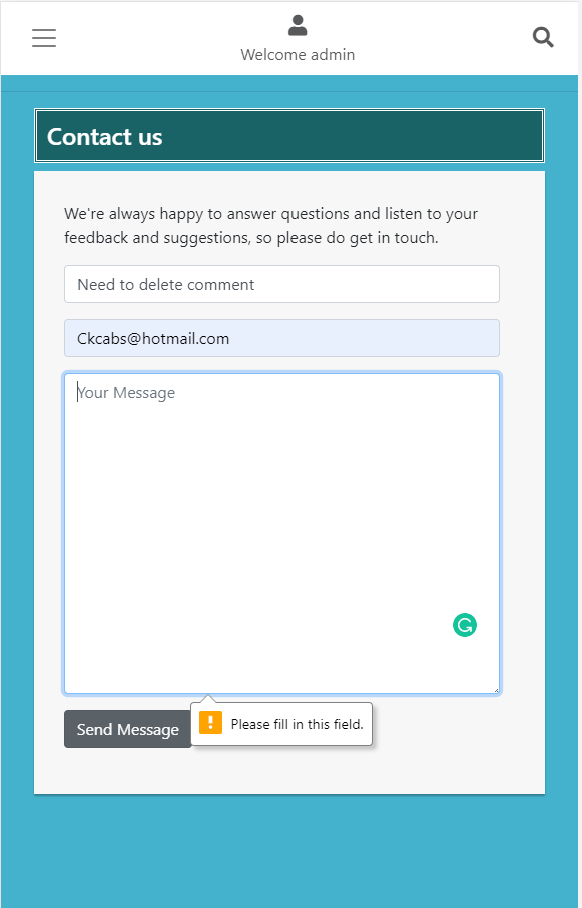 Welcome admin
Contact us
We're always happy to answer questions and listen to your
feedback and suggestions, so please do get in touch.
Need to delete comment
Ckcabs@hotmail.com
Your Message
Send Message
Please fill in this field.